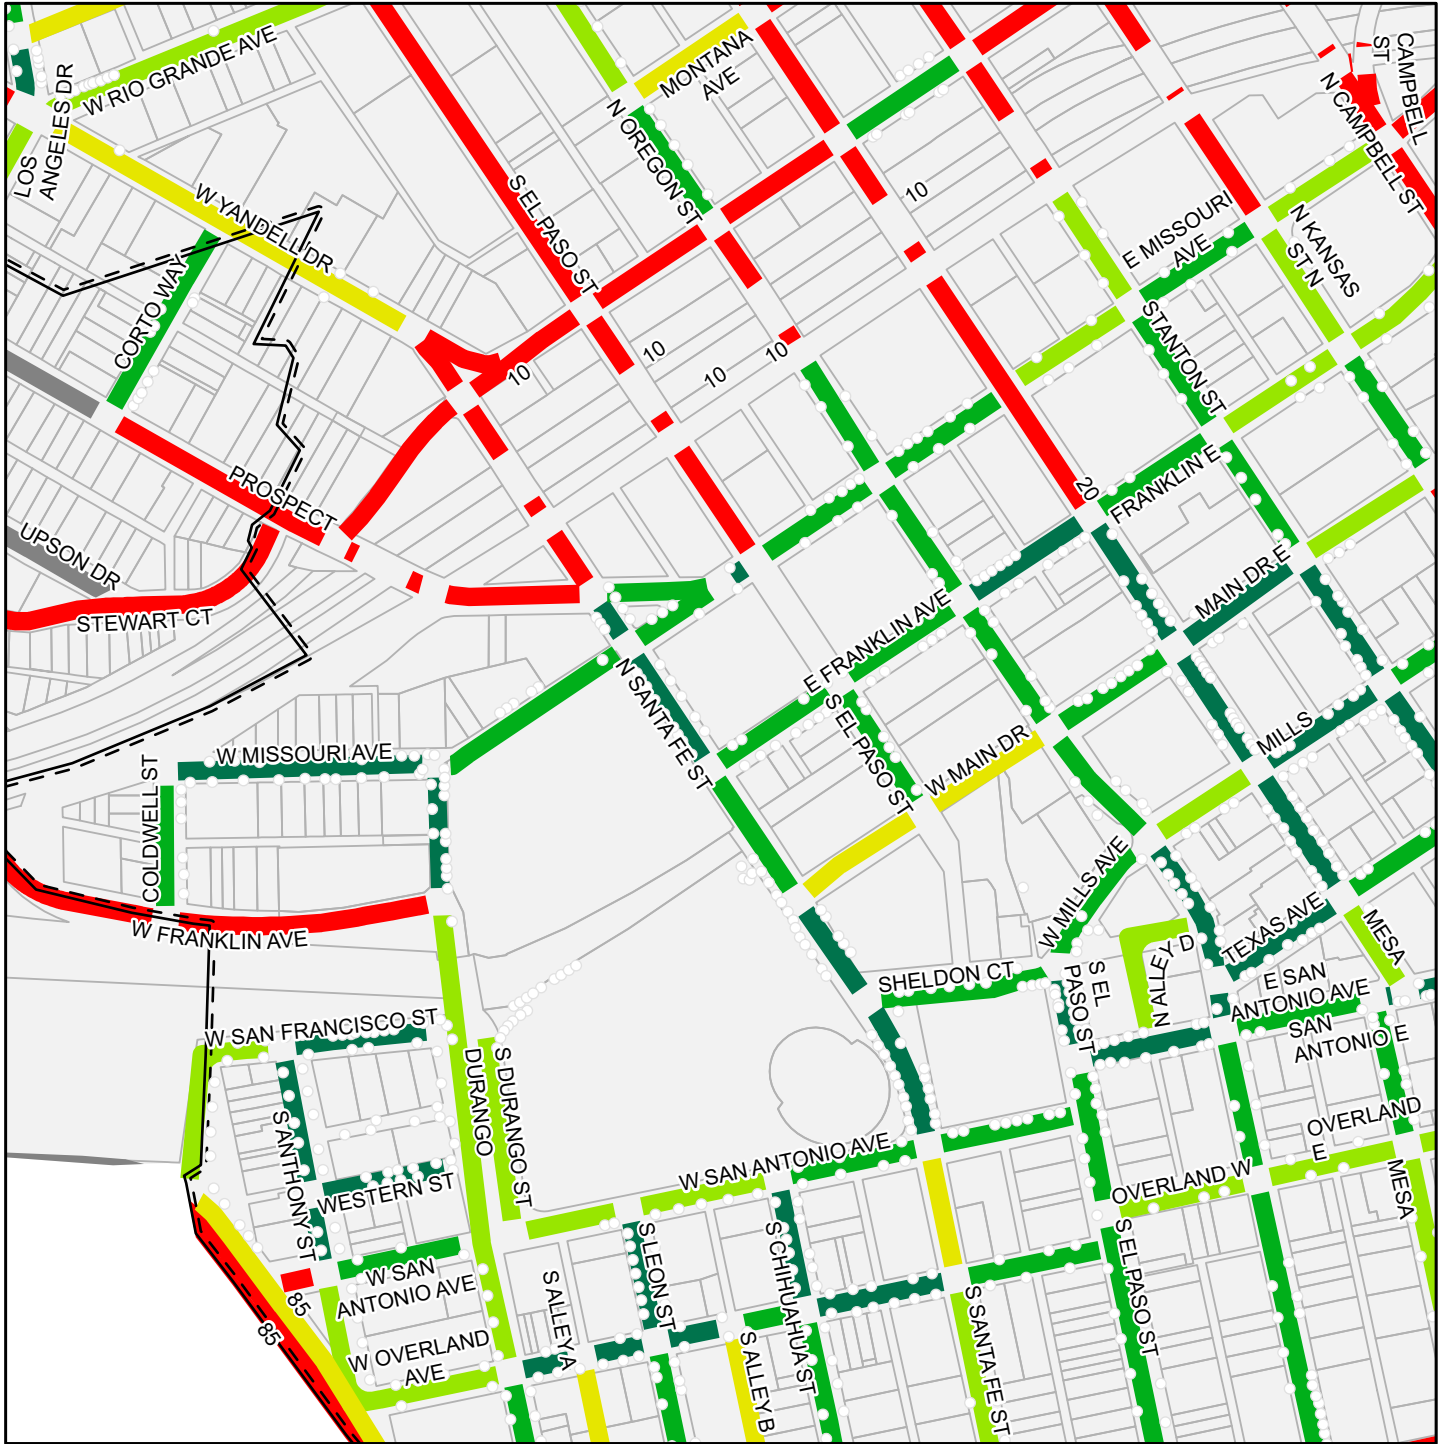 W RIO GRANDE AVE
MONTANA
AVE
CAMPBELL
ST
N CAMPBELL ST
LOS
ANGELES DR
N OREGON ST
S EL PASO ST
10
W YANDELL DR
E MISSOURI
AVE
N KANSAS
ST N
CORTO WAY
STANTON ST
10
10
10
10
PROSPECT
20
FRANKLIN E
UPSON DR
STEWART CT
MAIN DR E
E FRANKLIN AVE
N SANTA FE ST
S EL PASO ST
W MAIN DR
MILLS
W MISSOURI AVE
COLDWELL ST
W MILLS AVE
W FRANKLIN AVE
TEXAS AVE
MESA
SHELDON CT
S EL
PASO ST
ALLEY D
N AL
E SAN
ANTONIO AVE
SAN
ANTONIO E
W SAN FRANCISCO ST
DURANGO
S DURANGO ST
S ANTHONY ST
WESTERN ST
W SAN ANTONIO AVE
OVERLAND
E
OVERLAND W
MESA
W SAN
ANTONIO AVE
85
85
W OVERLAND
AVE
S ALLEY A
S LEON ST
S ALLEY B
S CHIHUAHUA ST
S SANTA FE ST
S EL PASO ST